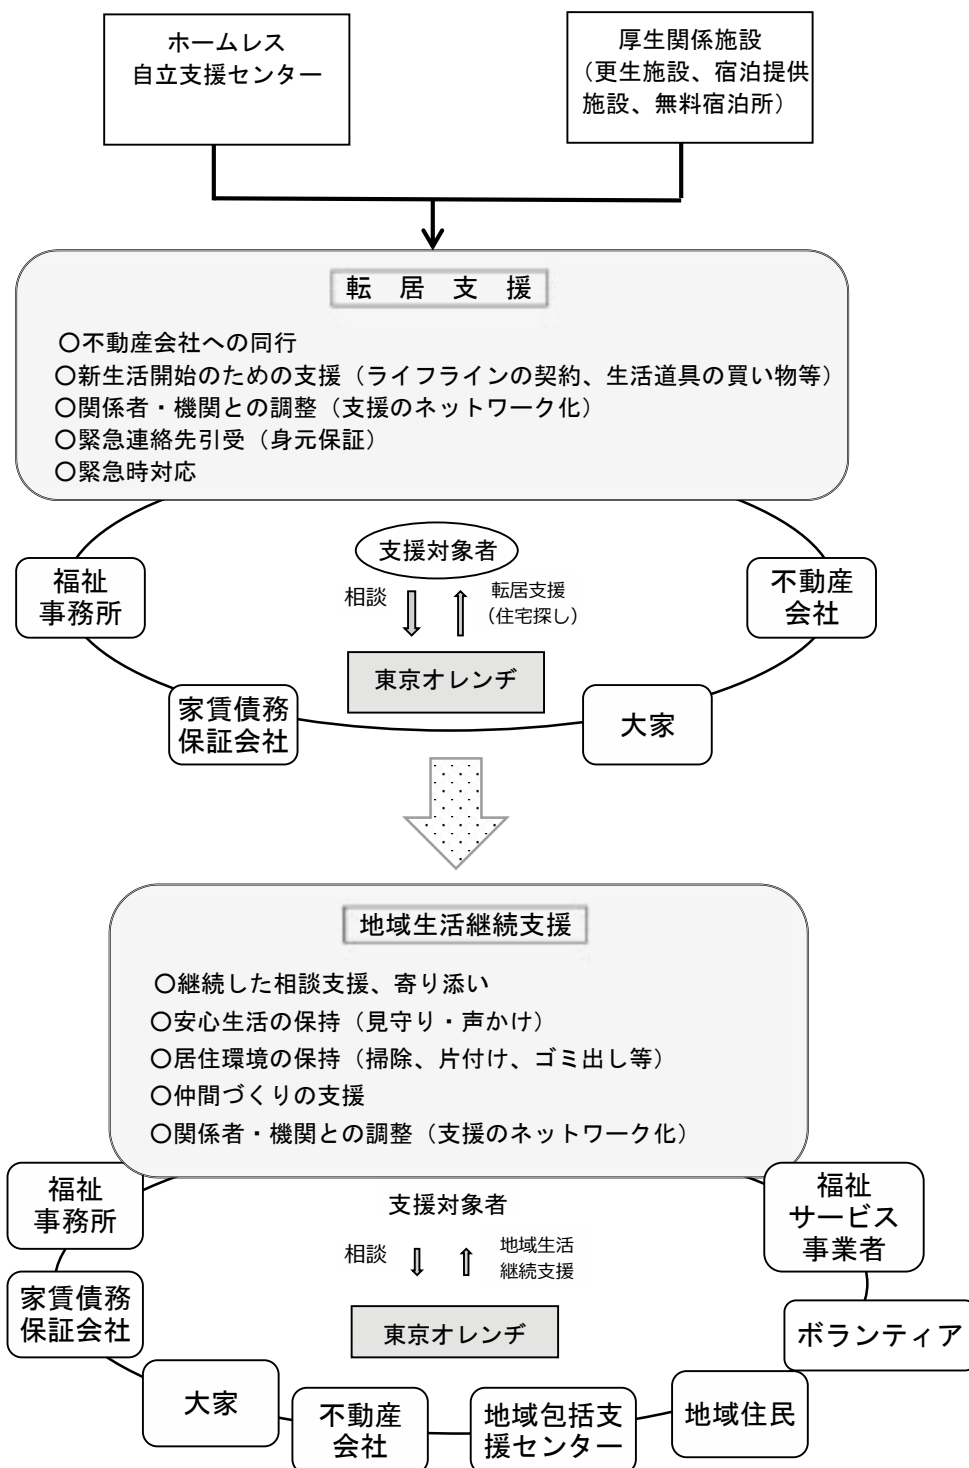 ホームレス
自立支援センター
厚生関係施設
（更生施設、宿泊提供
施設、無料宿泊所）
転居支援
〇不動産会社への同行
〇新生活開始のための支援（ライフラインの契約、生活道具の買い物等）
〇関係者・機関との調整（支援のネットワーク化）
〇緊急連絡先引受（身元保証）
〇緊急時対応
支援対象者
福祉
事務所
不動産
会社
相談
転居支援
（住宅探し）
東京オレンヂ
家賃債務
保証会社
大家
地域生活継続支援
〇継続した相談支援、寄り添い
〇安心生活の保持（見守り・声かけ）
〇居住環境の保持（掃除、片付け、ゴミ出し等）
〇仲間づくりの支援
〇関係者・機関との調整（支援のネットワーク化）
福祉
事務所
支援対象者
福祉
サービス
事業者
相談
地域生活
継続支援
家賃債務
保証会社
東京オレンヂ
ボランティア
大家
不動産
会社
地域包括支
援センター
地域住民